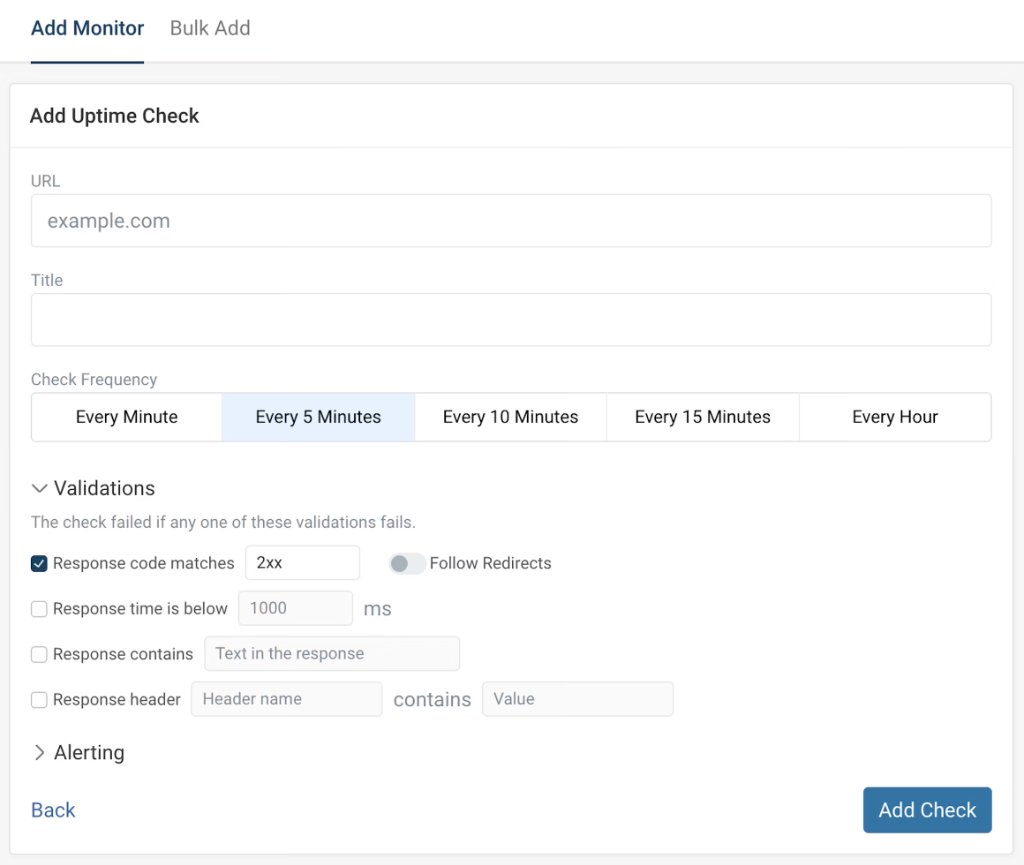 Add Monitor Bulk Add
Add Uptime Check
URL
example.com
Title
Check Frequency
Every Minute Every 5 Minutes Every 10 Minutes Every 15 Minutes Every Hour
Validations
The check failed if any one of these validations fails.
Response code matches 2xx Follow Redirects
Response time is below 1000 ms
Response contains Text in the response
Response header Header name contains Value
Alerting
Back Add Check